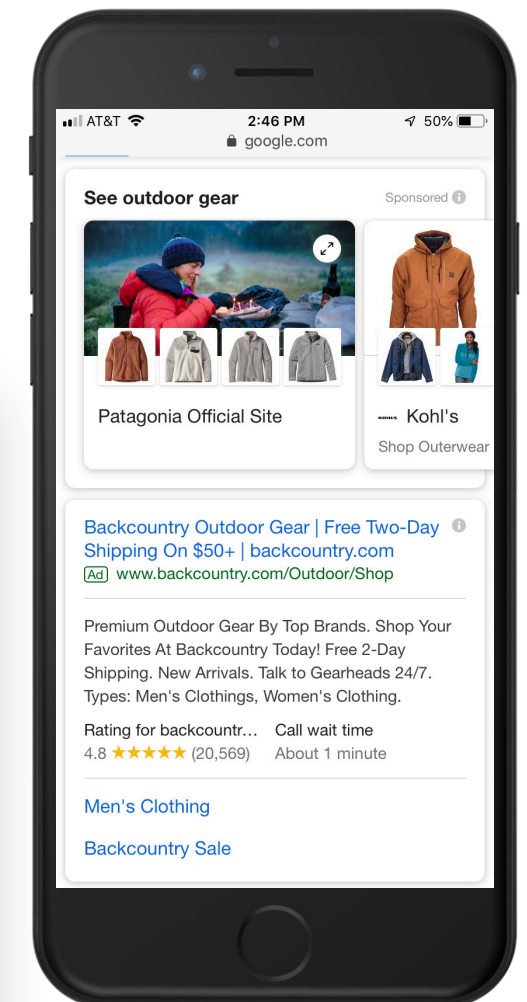 AT&T 2:46 PM 50%
google.com
See outdoor gear Sponsored
Patagonia Official Site
KOHL'S Kohl's
Shop Outerwear
Backcountry Outdoor Gear | Free Two-Day
Shipping On $50+ | backcountry.com
Ad www.backcountry.com/Outdoor/Shop
Premium Outdoor Gear By Top Brands. Shop Your
Favorites At Backcountry Today! Free 2-Day
Shipping. New Arrivals. Talk to Gearheads 24/7.
Types: Men's Clothings, Women's Clothing.
Rating for backcountr... Call wait time
4.8 ★★★★★ (20,569) About 1 minute
Men's Clothing
Backcountry Sale